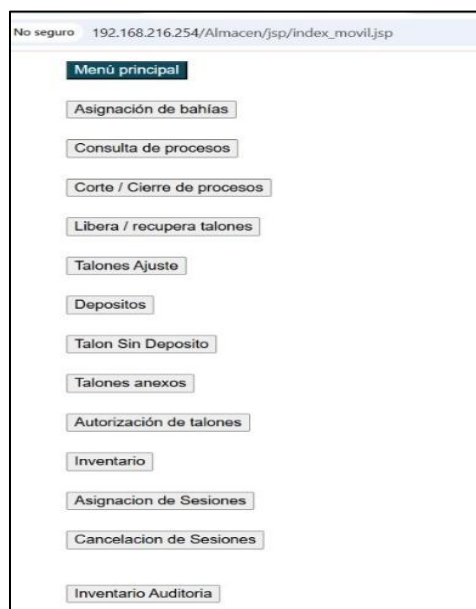 No seguro 192.168.216.254/Almacen/jsp/index_movil.jsp
Menú principal
Asignación de bahías
Consulta de procesos
Corte / Cierre de procesos
Libera / recupera talones
Talones Ajuste
Depositos
Talon Sin Deposito
Talones anexos
Autorización de talones
Inventario
Asignacion de Sesiones
Cancelacion de Sesiones
Inventario Auditoria